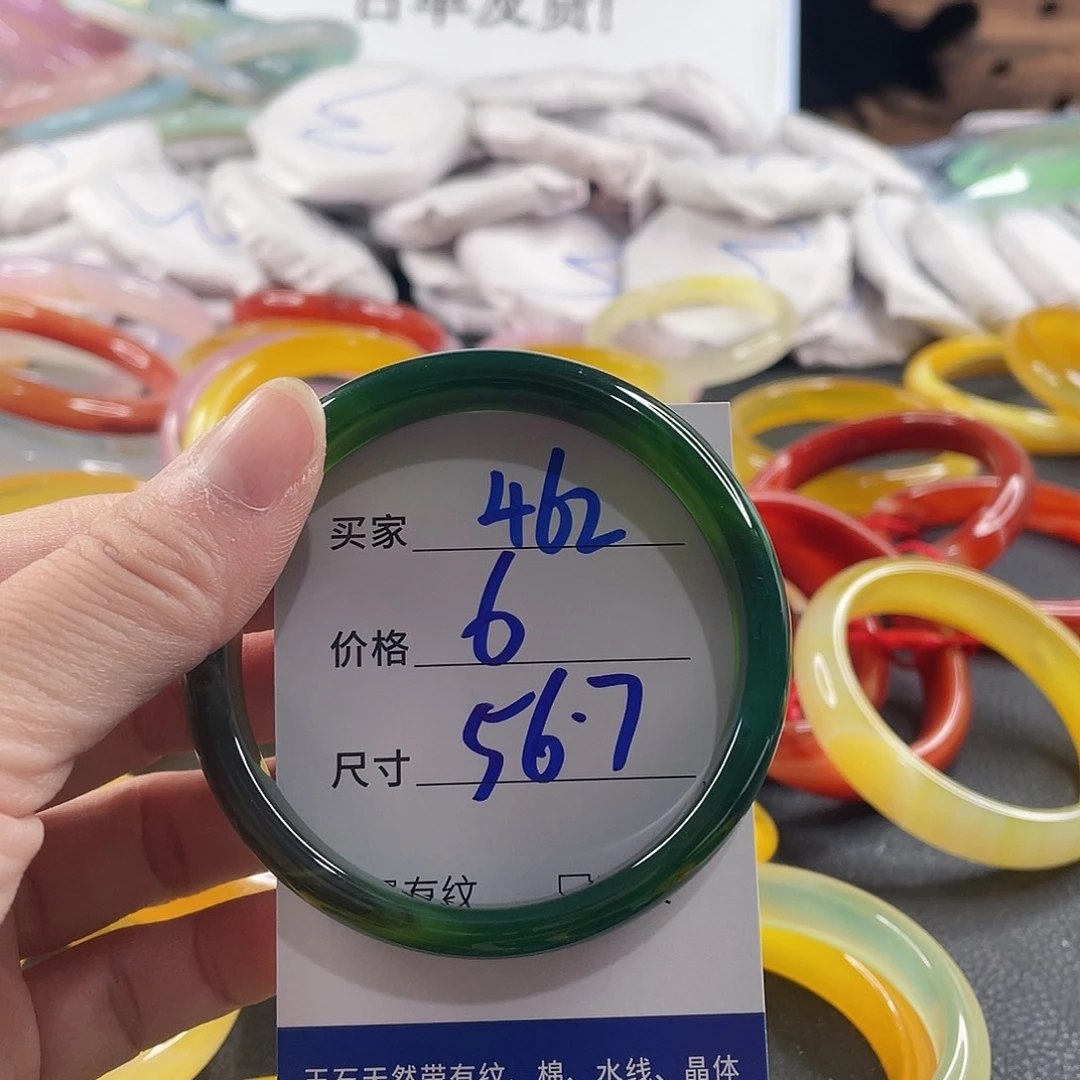 买家 462
价格 6
尺寸 56.7
有纹
玉石天然带有纹、棉、水线、晶体